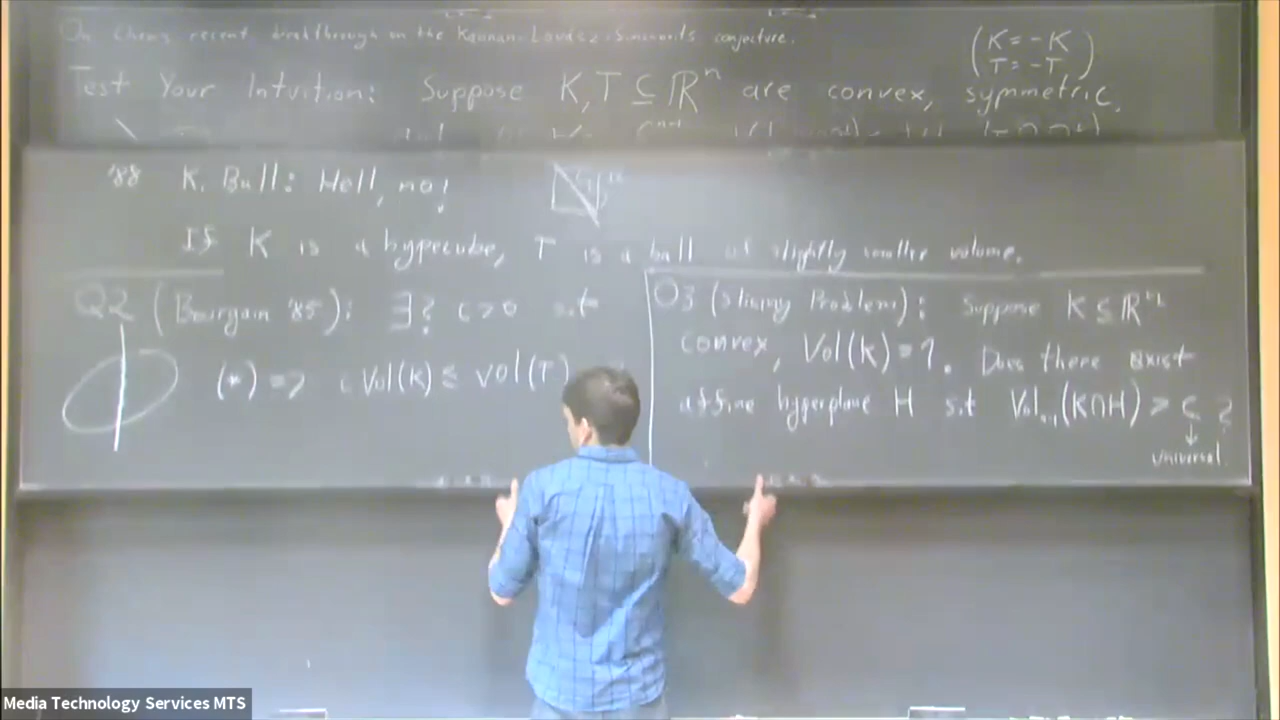 On Chen's recent breakthrough on the Kannan-Lovász-Simonovits conjecture.
Test Your Intuition: Suppose K, T ⊆ ℝⁿ are convex, symmetric.
(K = -K
T = -T)
'88 K. Ball: Hell, no!
If K is a hypercube, T is a ball of slightly smaller volume.
Q2 (Bourgain '85): ∃? c>0 s.t
(*) => c Vol(K) ≤ Vol(T)
Q3 (Slicing Problem): Suppose K ⊆ ℝⁿ
convex, Vol(K) = 1. Does there exist
affine hyperplane H s.t Volₙ₋₁(K∩H) ≥ c ?
↓
universal
Media Technology Services MTS